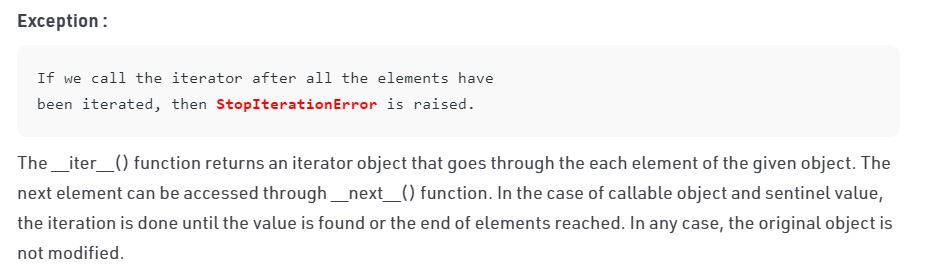 Exception :
If we call the iterator after all the elements have
been iterated, then StopIterationError is raised.
The __iter__() function returns an iterator object that goes through the each element of the given object. The
next element can be accessed through __next__() function. In the case of callable object and sentinel value,
the iteration is done until the value is found or the end of elements reached. In any case, the original object is
not modified.